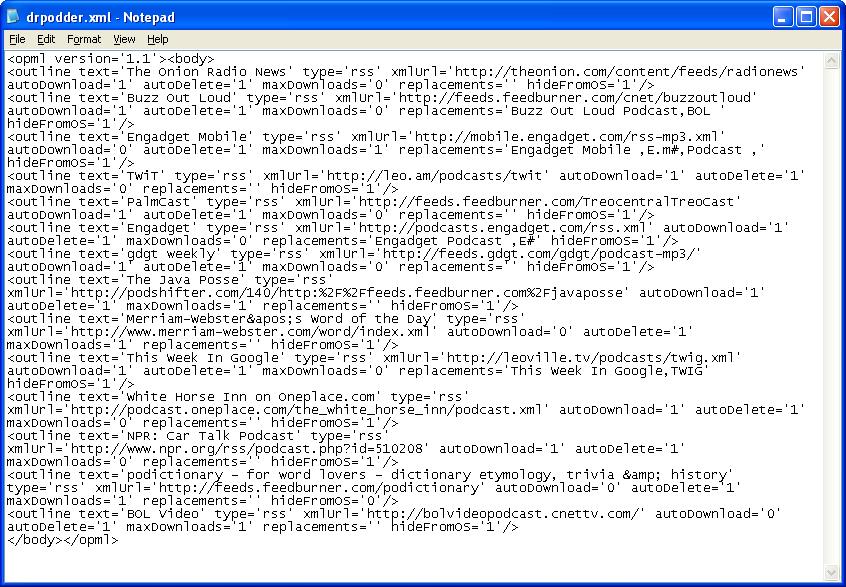 drpodder.xml - Notepad
File Edit Format View Help
<opml version='1.1'><body>
<outline text='The Onion Radio News' type='rss' xmlUrl='http://theonion.com/content/feeds/radionews'
autoDownload='1' autoDelete='1' maxDownloads='0' replacements='' hideFromOS='1'/>
<outline text='Buzz Out Loud' type='rss' xmlUrl='http://feeds.feedburner.com/cnet/buzzoutloud'
autoDownload='1' autoDelete='1' maxDownloads='0' replacements='Buzz Out Loud Podcast,BOL '
hideFromOS='1'/>
<outline text='Engadget Mobile' type='rss' xmlUrl='http://mobile.engadget.com/rss-mp3.xml'
autoDownload='0' autoDelete='1' maxDownloads='1' replacements='Engadget Mobile ,E.m#,Podcast ,'
hideFromOS='1'/>
<outline text='TWiT' type='rss' xmlUrl='http://leo.am/podcasts/twit' autoDownload='1' autoDelete='1'
maxDownloads='0' replacements='' hideFromOS='1'/>
<outline text='PalmCast' type='rss' xmlUrl='http://feeds.feedburner.com/TreocentralTreoCast'
autoDownload='1' autoDelete='1' maxDownloads='0' replacements='' hideFromOS='1'/>
<outline text='Engadget' type='rss' xmlUrl='http://podcasts.engadget.com/rss.xml' autoDownload='1'
autoDelete='1' maxDownloads='0' replacements='Engadget Podcast ,E#' hideFromOS='1'/>
<outline text='gdgt weekly' type='rss' xmlUrl='http://feeds.gdgt.com/gdgt/podcast-mp3/'
autoDownload='1' autoDelete='1' maxDownloads='0' replacements='' hideFromOS='1'/>
<outline text='The Java Posse' type='rss'
xmlUrl='http://podshifter.com/140/http:%2F%2Ffeeds.feedburner.com%2Fjavaposse' autoDownload='1'
autoDelete='1' maxDownloads='1' replacements='' hideFromOS='1'/>
<outline text='Merriam-Webster&apos;s Word of the Day' type='rss'
xmlUrl='http://www.merriam-webster.com/word/index.xml' autoDownload='0' autoDelete='1'
maxDownloads='1' replacements='' hideFromOS='1'/>
<outline text='This Week In Google' type='rss' xmlUrl='http://leoville.tv/podcasts/twig.xml'
autoDownload='1' autoDelete='1' maxDownloads='0' replacements='This Week In Google,TWIG'
hideFromOS='1'/>
<outline text='White Horse Inn on Oneplace.com' type='rss'
xmlUrl='http://podcast.oneplace.com/the_white_horse_inn/podcast.xml' autoDownload='1' autoDelete='1'
maxDownloads='0' replacements='' hideFromOS='1'/>
<outline text='NPR: Car Talk Podcast' type='rss'
xmlUrl='http://www.npr.org/rss/podcast.php?id=510208' autoDownload='1' autoDelete='1'
maxDownloads='0' replacements='' hideFromOS='1'/>
<outline text='podictionary - for word lovers - dictionary etymology, trivia &amp; history'
type='rss' xmlUrl='http://feeds.feedburner.com/podictionary' autoDownload='0' autoDelete='1'
maxDownloads='1' replacements='' hideFromOS='0'/>
<outline text='BOL Video' type='rss' xmlUrl='http://bolvideopodcast.cnettv.com/' autoDownload='0'
autoDelete='1' maxDownloads='1' replacements='' hideFromOS='1'/>
</body></opml>